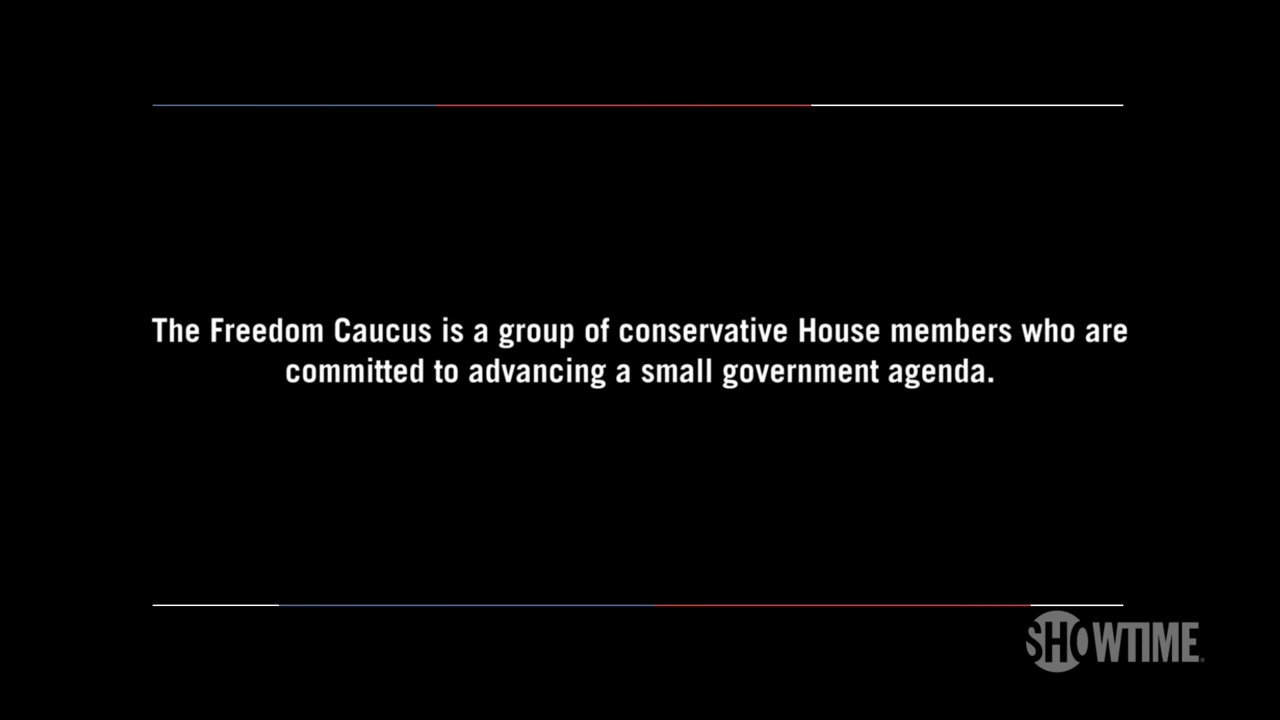 The Freedom Caucus is a group of conservative House members who are
committed to advancing a small government agenda.
SHOWTIME